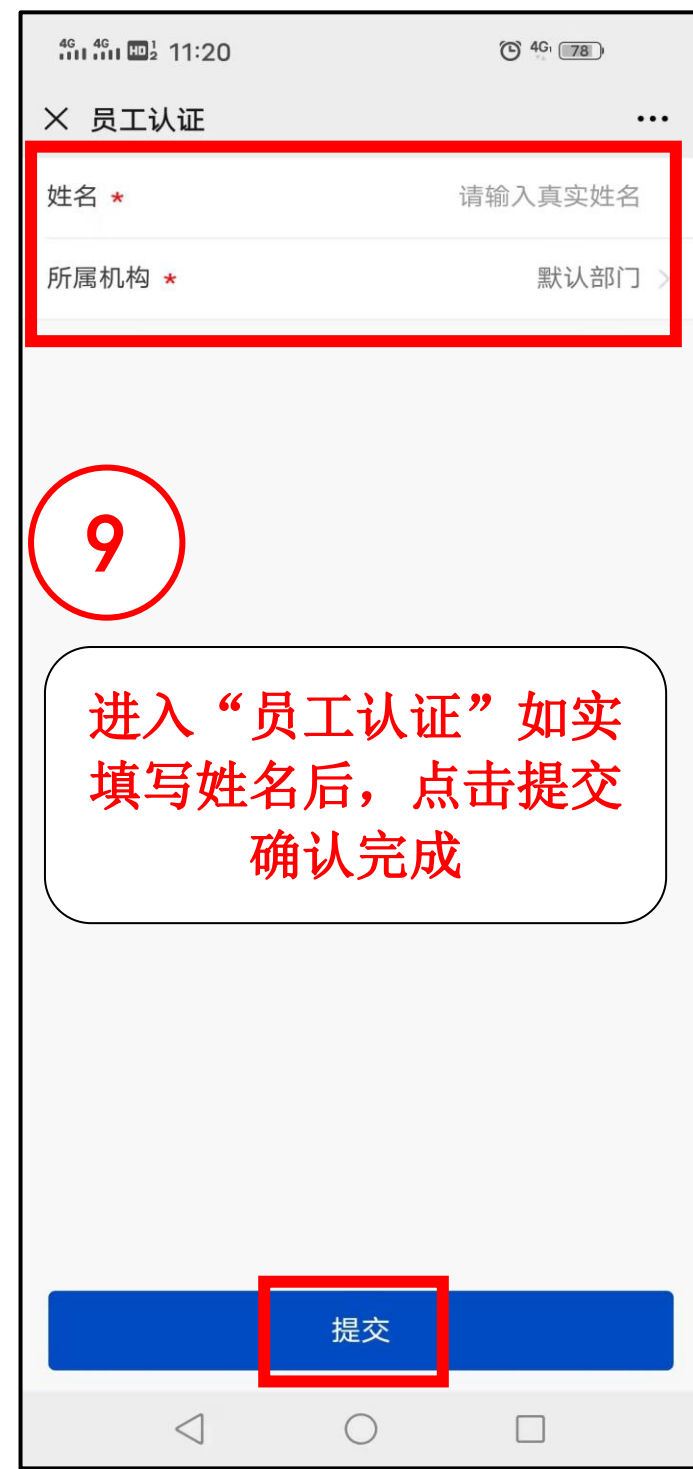 4G 4G HD 1 2 11:20 4G 78
员工认证
姓名 * 请输入真实姓名
所属机构 * 默认部门
9
进入“员工认证”如实
填写姓名后，点击提交
确认完成
提交